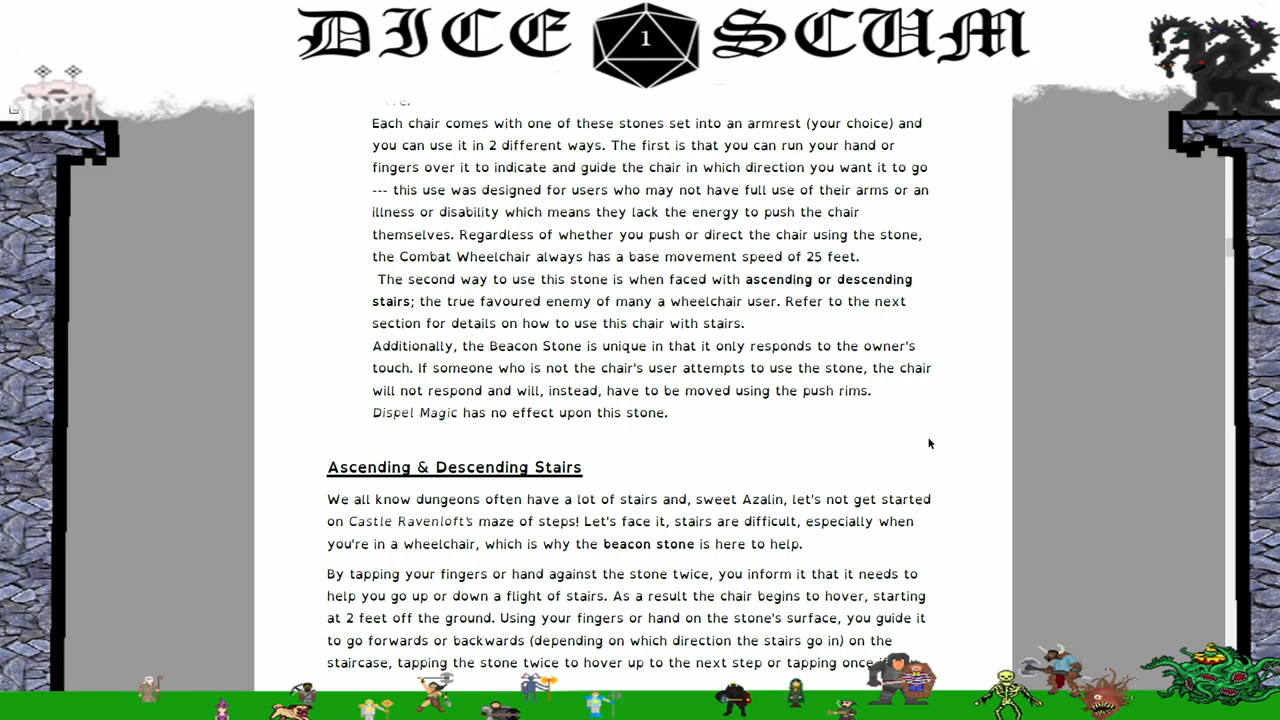 DICE 1 SCUM
Each chair comes with one of these stones set into an armrest (your choice) and
you can use it in 2 different ways. The first is that you can run your hand or
fingers over it to indicate and guide the chair in which direction you want it to go
--- this use was designed for users who may not have full use of their arms or an
illness or disability which means they lack the energy to push the chair
themselves. Regardless of whether you push or direct the chair using the stone,
the Combat Wheelchair always has a base movement speed of 25 feet.
The second way to use this stone is when faced with ascending or descending
stairs; the true favoured enemy of many a wheelchair user. Refer to the next
section for details on how to use this chair with stairs.
Additionally, the Beacon Stone is unique in that it only responds to the owner's
touch. If someone who is not the chair's user attempts to use the stone, the chair
will not respond and will, instead, have to be moved using the push rims.
Dispel Magic has no effect upon this stone.
Ascending & Descending Stairs
We all know dungeons often have a lot of stairs and, sweet Azalin, let's not get started
on Castle Ravenloft's maze of steps! Let's face it, stairs are difficult, especially when
you're in a wheelchair, which is why the beacon stone is here to help.
By tapping your fingers or hand against the stone twice, you inform it that it needs to
help you go up or down a flight of stairs. As a result the chair begins to hover, starting
at 2 feet off the ground. Using your fingers or hand on the stone's surface, you guide it
to go forwards or backwards (depending on which direction the stairs go in) on the
staircase, tapping the stone twice to hover up to the next step or tapping once